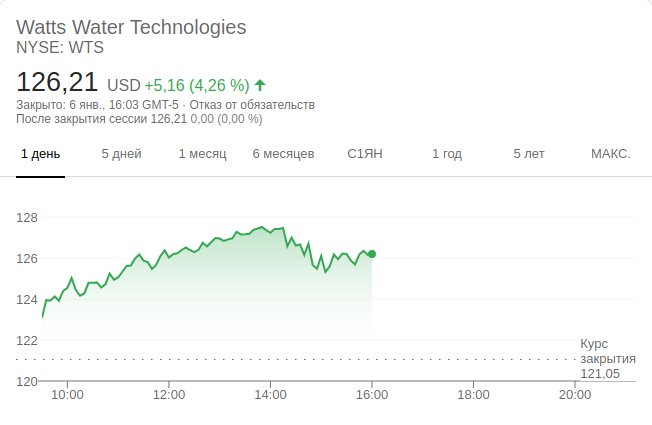 Watts Water Technologies
NYSE: WTS
126,21 USD +5,16 (4,26 %)
Закрыто: 6 янв., 16:03 GMT-5 · Отказ от обязательств
После закрытия сессии 126,21 0,00 (0,00 %)
1 день 5 дней 1 месяц 6 месяцев С1ЯН 1 год 5 лет МАКС.
128
126
124
122
Курс
закрытия
121,05
120
10:00 12:00 14:00 16:00 18:00 20:00